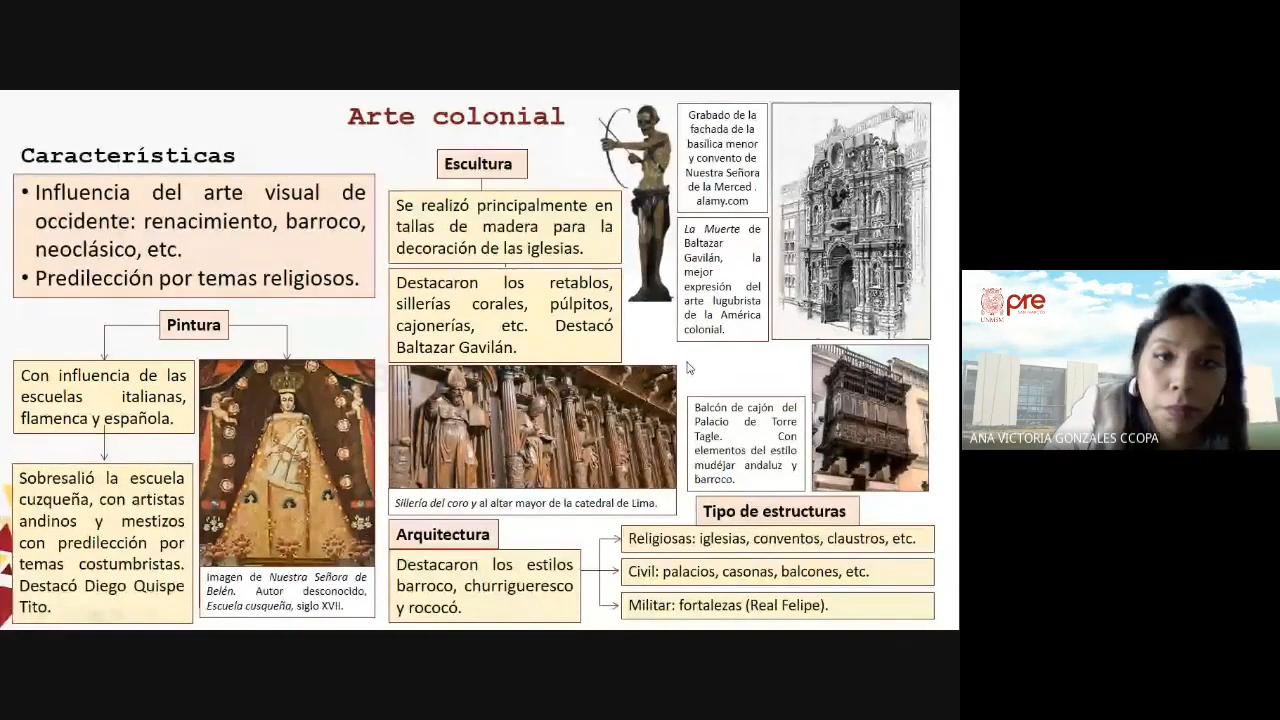 Arte colonial
Características
• Influencia del arte visual de
occidente: renacimiento, barroco,
neoclásico, etc.
• Predilección por temas religiosos.
Pintura
Con influencia de las
escuelas italianas,
flamenca y española.
Sobresalió la escuela
cuzqueña, con artistas
andinos y mestizos
con predilección por
temas costumbristas.
Destacó Diego Quispe
Tito.
Imagen de Nuestra Señora de
Belén. Autor desconocido,
Escuela cusqueña, siglo XVII.
Escultura
Se realizó principalmente en
tallas de madera para la
decoración de las iglesias.
Destacaron los retablos,
sillerías corales, púlpitos,
cajonerías, etc. Destacó
Baltazar Gavilán.
Sillería del coro y al altar mayor de la catedral de Lima.
Grabado de la
fachada de la
basílica menor
y convento de
Nuestra Señora
de la Merced .
alamy.com
La Muerte de
Baltazar
Gavilán, la
mejor
expresión del
arte lugubrista
de la América
colonial.
Balcón de cajón del
Palacio de Torre
Tagle. Con
elementos del estilo
mudéjar andaluz y
barroco.
Arquitectura
Destacaron los estilos
barroco, churrigueresco
y rococó.
Tipo de estructuras
Religiosas: iglesias, conventos, claustros, etc.
Civil: palacios, casonas, balcones, etc.
Militar: fortalezas (Real Felipe).
pre
SAN MARCOS
UNMSM
ANA VICTORIA GONZALES CCOPA